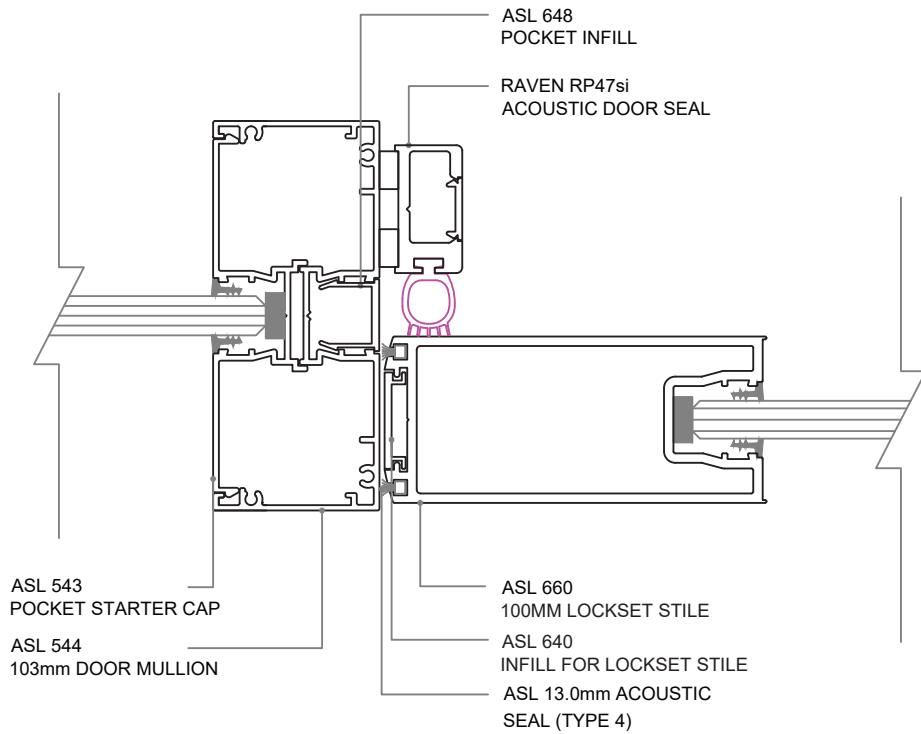 ASL 648
POCKET INFILL
RAVEN RP47si
ACOUSTIC DOOR SEAL
ASL 543
POCKET STARTER CAP
ASL 544
103mm DOOR MULLION
ASL 660
100MM LOCKSET STILE
ASL 640
INFILL FOR LOCKSET STILE
ASL 13.0mm ACOUSTIC
SEAL (TYPE 4)